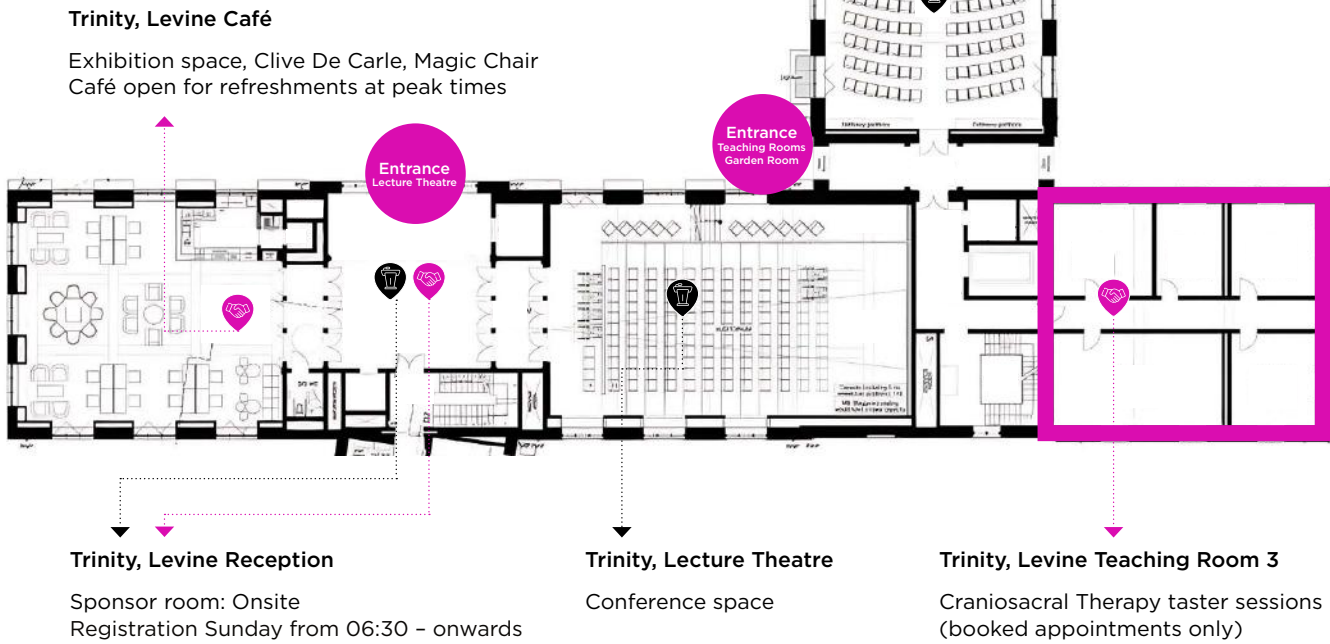 Trinity, Levine Café
Exhibition space, Clive De Carle, Magic Chair
Café open for refreshments at peak times
Entrance
Teaching Rooms
Garden Room
Entrance
Lecture Theatre
Trinity, Levine Reception
Sponsor room: Onsite
Registration Sunday from 06:30 – onwards
Trinity, Lecture Theatre
Conference space
Trinity, Levine Teaching Room 3
Craniosacral Therapy taster sessions
(booked appointments only)